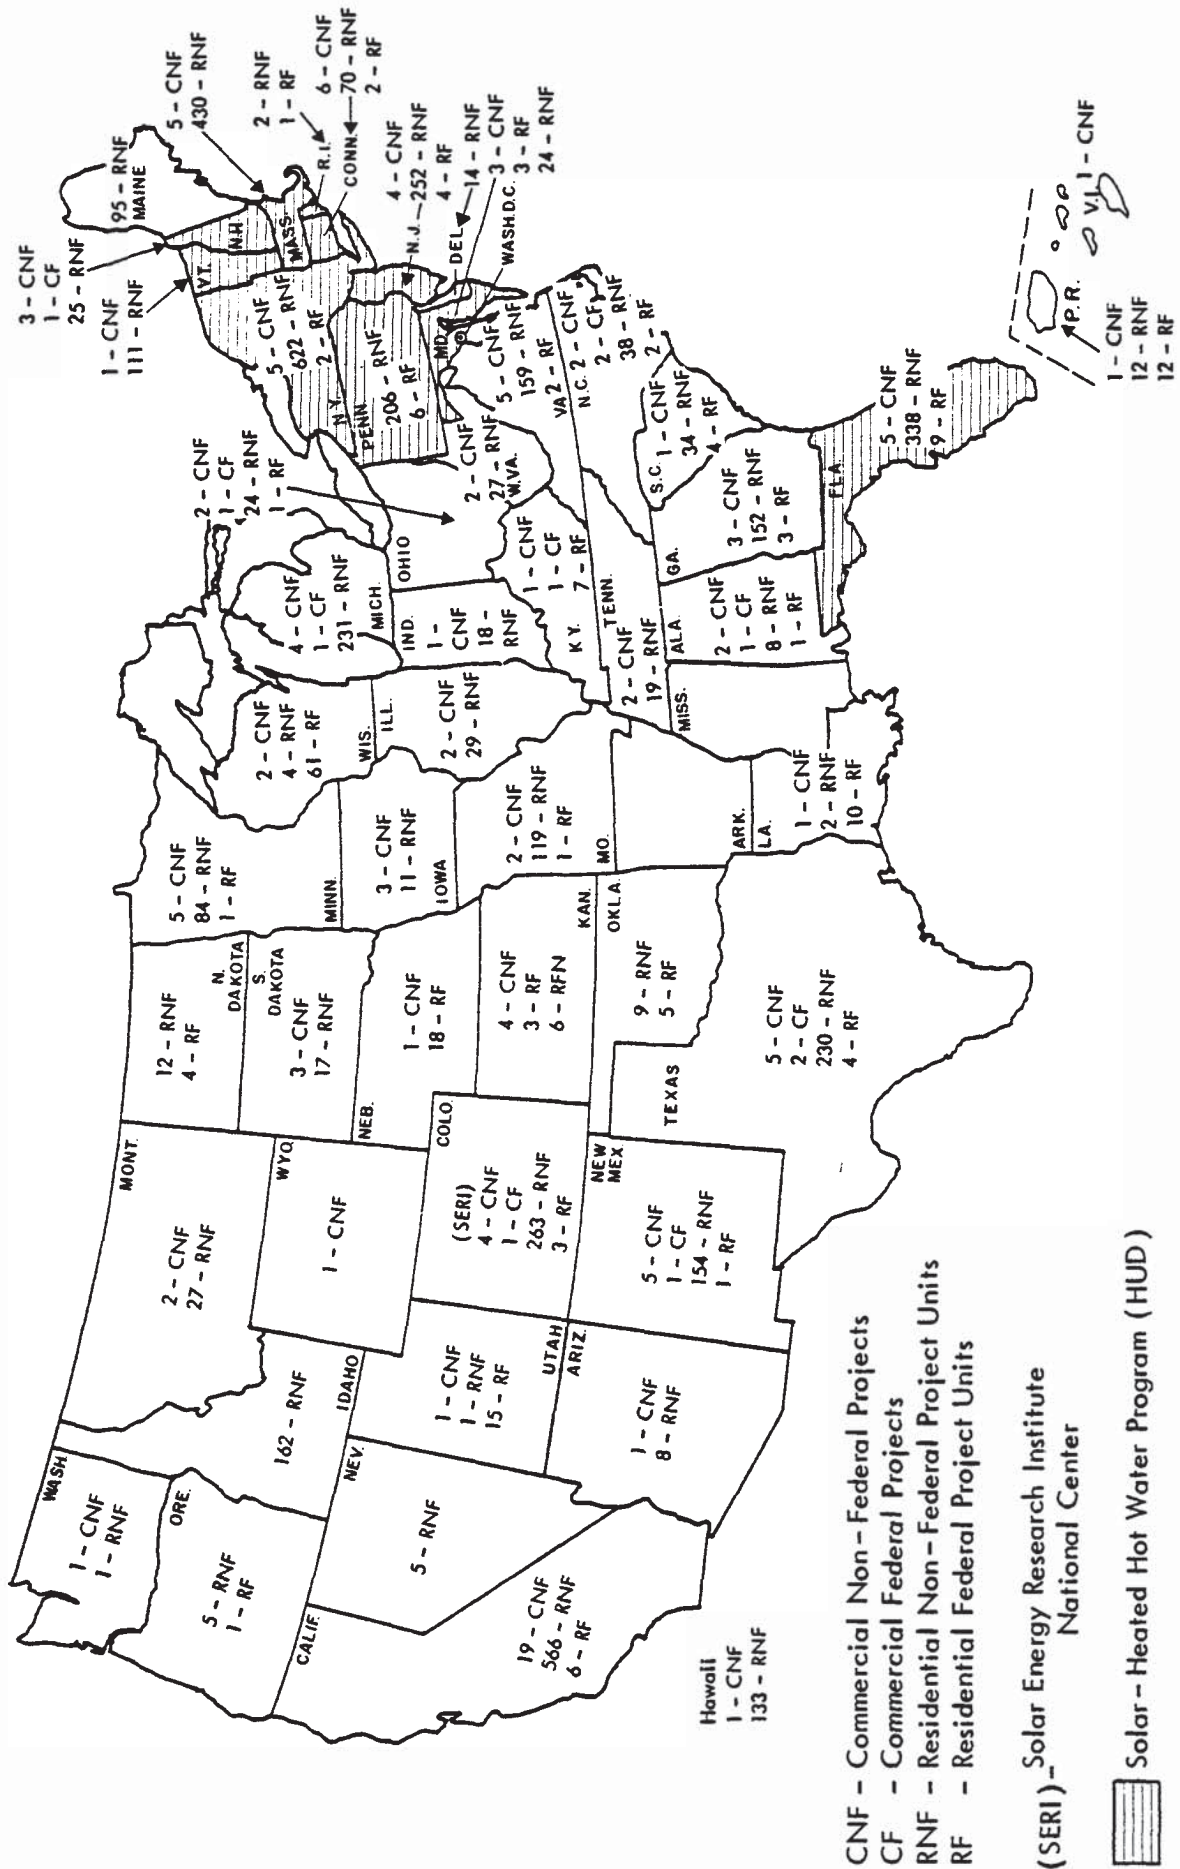 WASH.
1 - CNF
1 - RNF
ORE.
5 - RNF
1 - RF
CALIF.
19 - CNF
566 - RNF
6 - RF
NEV.
5 - RNF
IDAHO
162 - RNF
MONT.
2 - CNF
27 - RNF
WYO.
1 - CNF
UTAH
1 - CNF
1 - RNF
15 - RF
ARIZ.
1 - CNF
8 - RNF
COLO.
(SERI)
4 - CNF
1 - CF
263 - RNF
3 - RF
NEW
MEX.
5 - CNF
1 - CF
154 - RNF
1 - RF
N.
DAKOTA
12 - RNF
4 - RF
S.
DAKOTA
3 - CNF
17 - RNF
NEB.
1 - CNF
18 - RF
KAN.
4 - CNF
3 - RF
6 - RFN
OKLA.
9 - RNF
5 - RF
TEXAS
5 - CNF
2 - CF
230 - RNF
4 - RF
MINN.
5 - CNF
84 - RNF
1 - RF
IOWA
3 - CNF
11 - RNF
MO.
2 - CNF
119 - RNF
1 - RF
ARK.
LA.
1 - CNF
2 - RNF
10 - RF
WIS.
2 - CNF
4 - RNF
61 - RF
ILL.
2 - CNF
29 - RNF
MICH.
4 - CNF
1 - CF
231 - RNF
IND.
1 -
CNF
18 -
RNF
OHIO
2 - CNF
1 - CF
24 - RNF
1 - RF
KY.
1 - CNF
1 - CF
7 - RF
TENN.
2 - CNF
19 - RNF
MISS.
ALA.
2 - CNF
1 - CF
8 - RNF
1 - RF
GA.
3 - CNF
152 - RNF
3 - RF
FLA.
5 - CNF
338 - RNF
9 - RF
S.C.
1 - CNF
34 - RNF
4 - RF
N.C. 2 - CNF
2 - CF
38 - RNF
2 - RF
5 - CNF
159 - RNF
VA 2 - RF
2 - CNF
27 - RNF
W.VA.
PENN.
206 - RNF
6 - RF
N.Y.
5 - CNF
622 - RNF
2 - RF
VT.
1 - CNF
111 - RNF
N.H.
3 - CNF
1 - CF
25 - RNF
195 - RNF
MAINE
MASS.
5 - CNF
430 - RNF
R.I.
2 - RNF
1 - RF
CONN.
6 - CNF
70 - RNF
2 - RF
4 - CNF
N.J. 252 - RNF
4 - RF
DEL. 14 - RNF
MD.
WASH.D.C.
3 - CNF
3 - RF
24 - RNF
P.R.
1 - CNF
12 - RNF
12 - RF
V.I. 1 - CNF
Hawaii
1 - CNF
133 - RNF
CNF - Commercial Non-Federal Projects
CF - Commercial Federal Projects
RNF - Residential Non-Federal Project Units
RF - Residential Federal Project Units
(SERI) - Solar Energy Research Institute
National Center
Solar - Heated Hot Water Program (HUD)